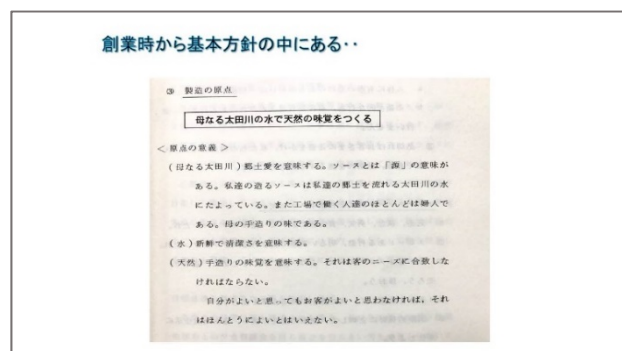 創業時から基本方針の中にある‥
③ 製造の原点
母なる太田川の水で天然の味覚をつくる
＜原点の意義＞
(母なる太田川)郷土愛を意味する。ソースとは「源」の意味が
ある。私達の造るソースは私達の郷土を流れる太田川の水
にたよっている。また工場で働く人達のほとんどは婦人で
ある。母の手造りの味である。
(水)新鮮で清潔さを意味する。
(天然)手造りの味覚を意味する。それは客のニーズに合致しな
ければならない。
自分がよいと思ってもお客がよいと思わなければ、それ
はほんとうによいとはいえない。